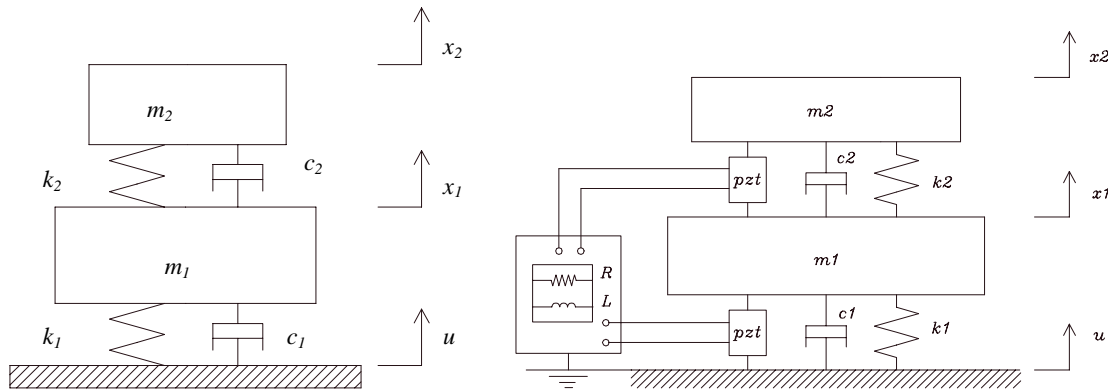 x₂
m₂
k₂
c₂
x₁
m₁
k₁
c₁
u
x2
m2
pzt
c2
k2
x1
m1
R
L
pzt
c1
k1
u